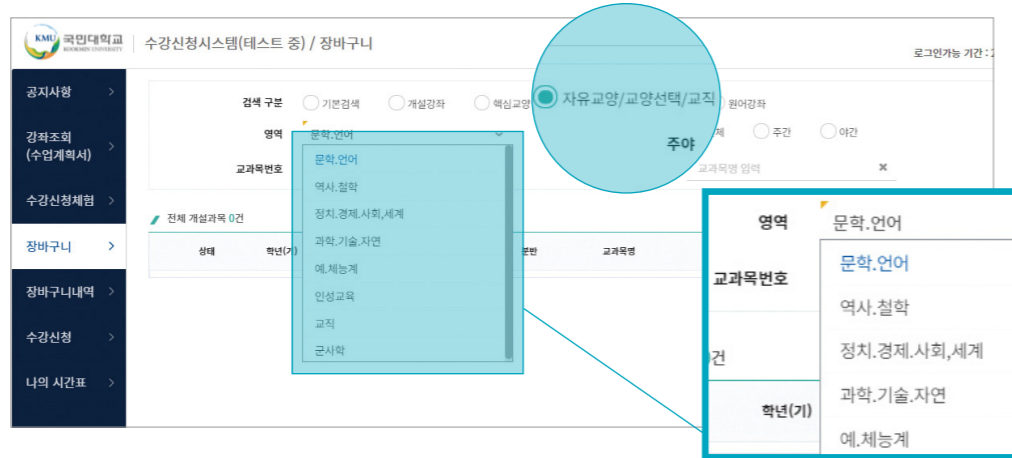 KMU 국민대학교
KOOKMIN UNIVERSITY
수강신청시스템(테스트 중) / 장바구니
로그인가능 기간 :
공지사항
강좌조회
(수업계획서)
수강신청체험
장바구니
장바구니내역
수강신청
나의 시간표
검색 구분 기본검색 개설강좌 핵심교양 자유교양/교양선택/교직 원어강좌
영역 문학.언어 주야 주간 야간
교과목번호 교과목명 입력
문학.언어
역사.철학
정치.경제.사회,세계
과학.기술.자연
예.체능계
인성교육
교직
군사학
전체 개설과목 0건
상태 학년(기) 분반 교과목명
영역 문학.언어
교과목번호
문학.언어
역사.철학
정치.경제.사회,세계
과학.기술.자연
예.체능계
건
학년(기)